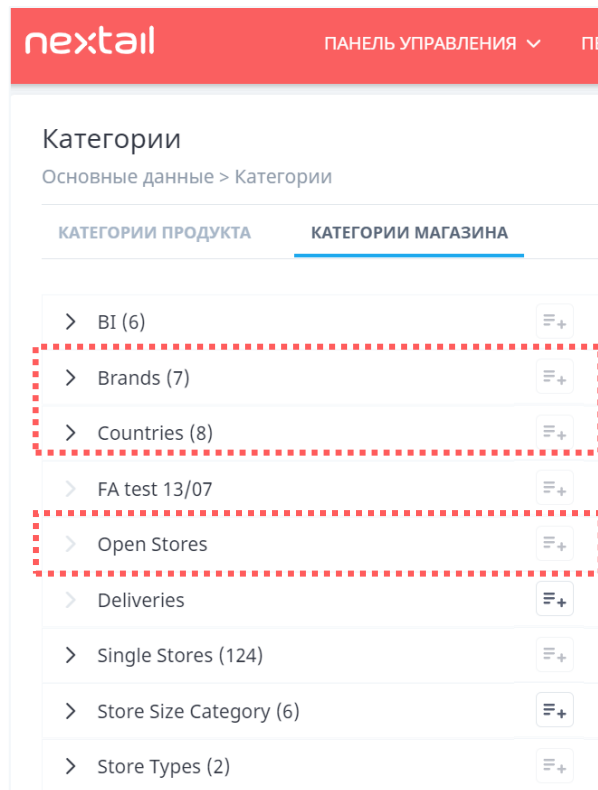 nextail
ПАНЕЛЬ УПРАВЛЕНИЯ
Категории
Основные данные > Категории
КАТЕГОРИИ ПРОДУКТА КАТЕГОРИИ МАГАЗИНА
BI (6)
Brands (7)
Countries (8)
FA test 13/07
Open Stores
Deliveries
Single Stores (124)
Store Size Category (6)
Store Types (2)